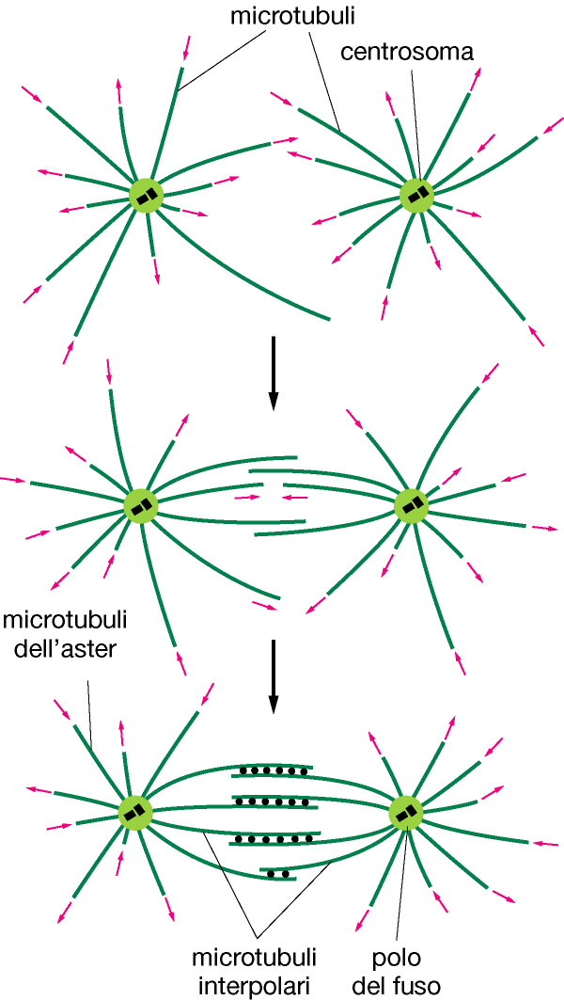 microtubuli
centrosoma
microtubuli
dell'aster
microtubuli
interpolari
polo
del fuso